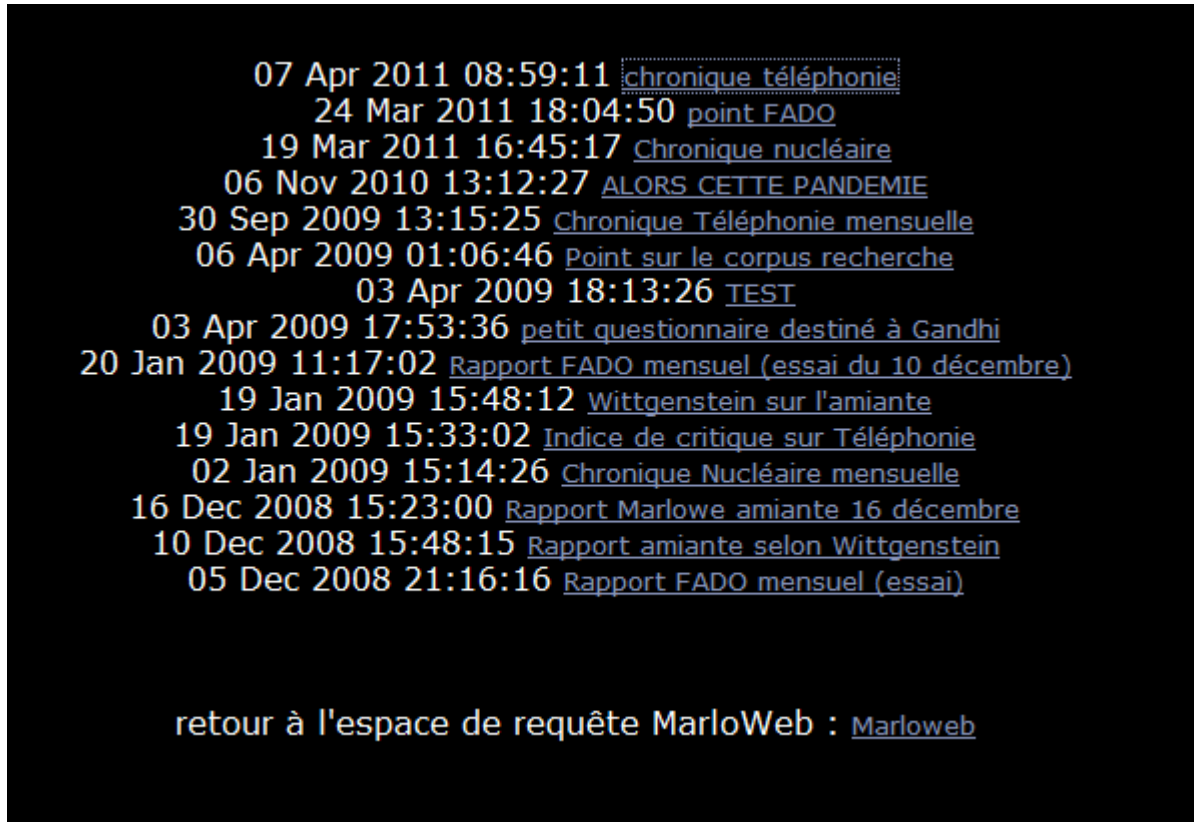 07 Apr 2011 08:59:11 chronique téléphonie
24 Mar 2011 18:04:50 point FADO
19 Mar 2011 16:45:17 Chronique nucléaire
06 Nov 2010 13:12:27 ALORS CETTE PANDEMIE
30 Sep 2009 13:15:25 Chronique Téléphonie mensuelle
06 Apr 2009 01:06:46 Point sur le corpus recherche
03 Apr 2009 18:13:26 TEST
03 Apr 2009 17:53:36 petit questionnaire destiné à Gandhi
20 Jan 2009 11:17:02 Rapport FADO mensuel (essai du 10 décembre)
19 Jan 2009 15:48:12 Wittgenstein sur l'amiante
19 Jan 2009 15:33:02 Indice de critique sur Téléphonie
02 Jan 2009 15:14:26 Chronique Nucléaire mensuelle
16 Dec 2008 15:23:00 Rapport Marlowe amiante 16 décembre
10 Dec 2008 15:48:15 Rapport amiante selon Wittgenstein
05 Dec 2008 21:16:16 Rapport FADO mensuel (essai)
retour à l'espace de requête MarloWeb : Marloweb